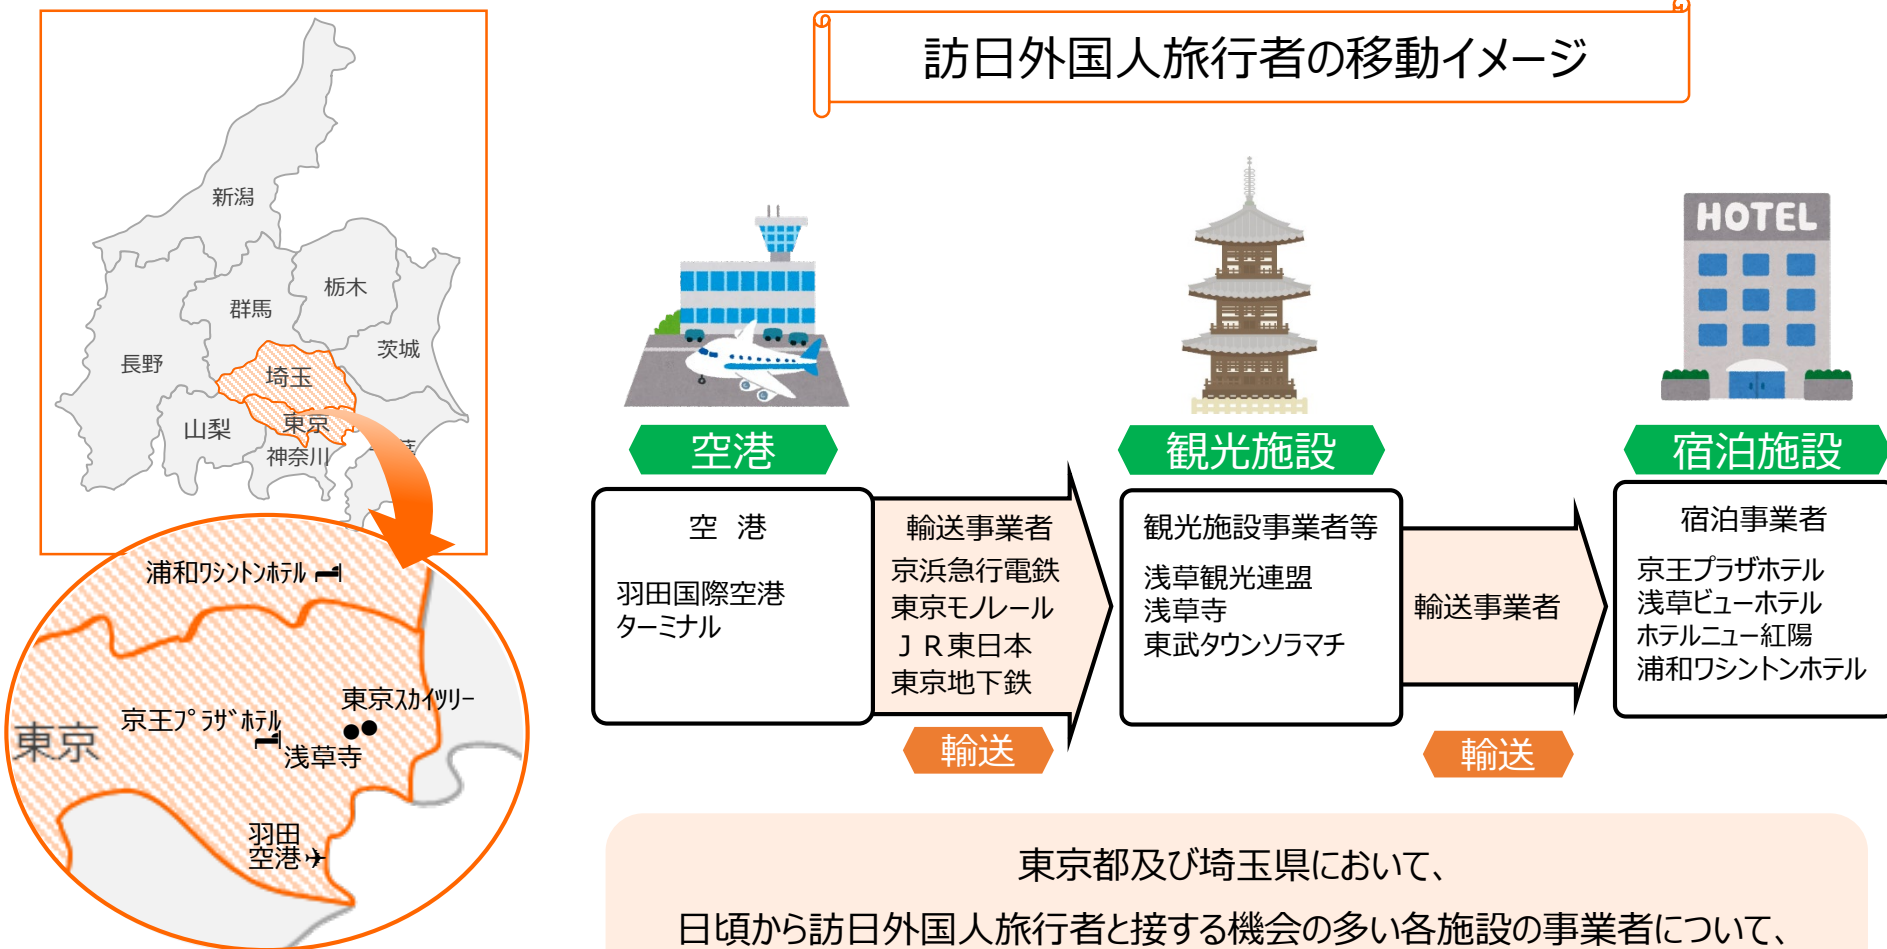 訪日外国人旅行者の移動イメージ
新潟
群馬
栃木
長野
茨城
埼玉
山梨
東京
神奈川
浦和ワシントンホテル
東京スカイツリー
京王プラザホテル
浅草寺
東京
羽田
空港
HOTEL
空港
観光施設
宿泊施設
空 港
羽田国際空港
ターミナル
輸送事業者
京浜急行電鉄
東京モノレール
ＪＲ東日本
東京地下鉄
輸送
観光施設事業者等
浅草観光連盟
浅草寺
東武タウンソラマチ
輸送事業者
輸送
宿泊事業者
京王プラザホテル
浅草ビューホテル
ホテルニュー紅陽
浦和ワシントンホテル
東京都及び埼玉県において、
日頃から訪日外国人旅行者と接する機会の多い各施設の事業者について、